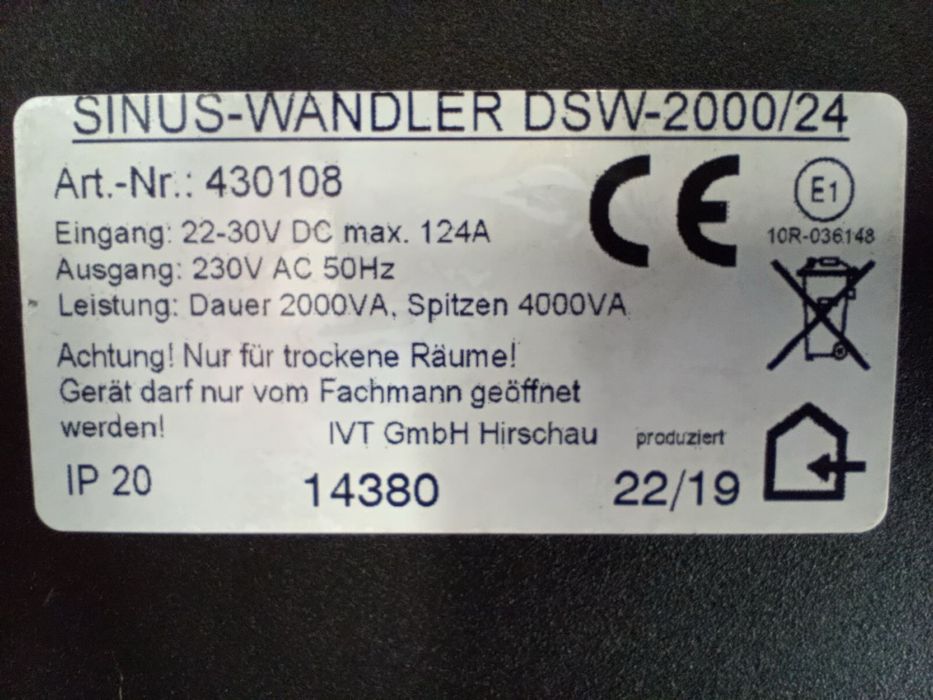 SINUS-WANDLER DSW-2000/24
Art.-Nr.: 430108
CE
E1
Eingang: 22-30V DC max. 124A
10R-036148
Ausgang: 230V AC 50Hz
Leistung: Dauer 2000VA, Spitzen 4000VA
Achtung! Nur für trockene Räume!
Gerät darf nur vom Fachmann geöffnet
werden!
IVT GmbH Hirschau
produziert
IP 20
14380
22/19